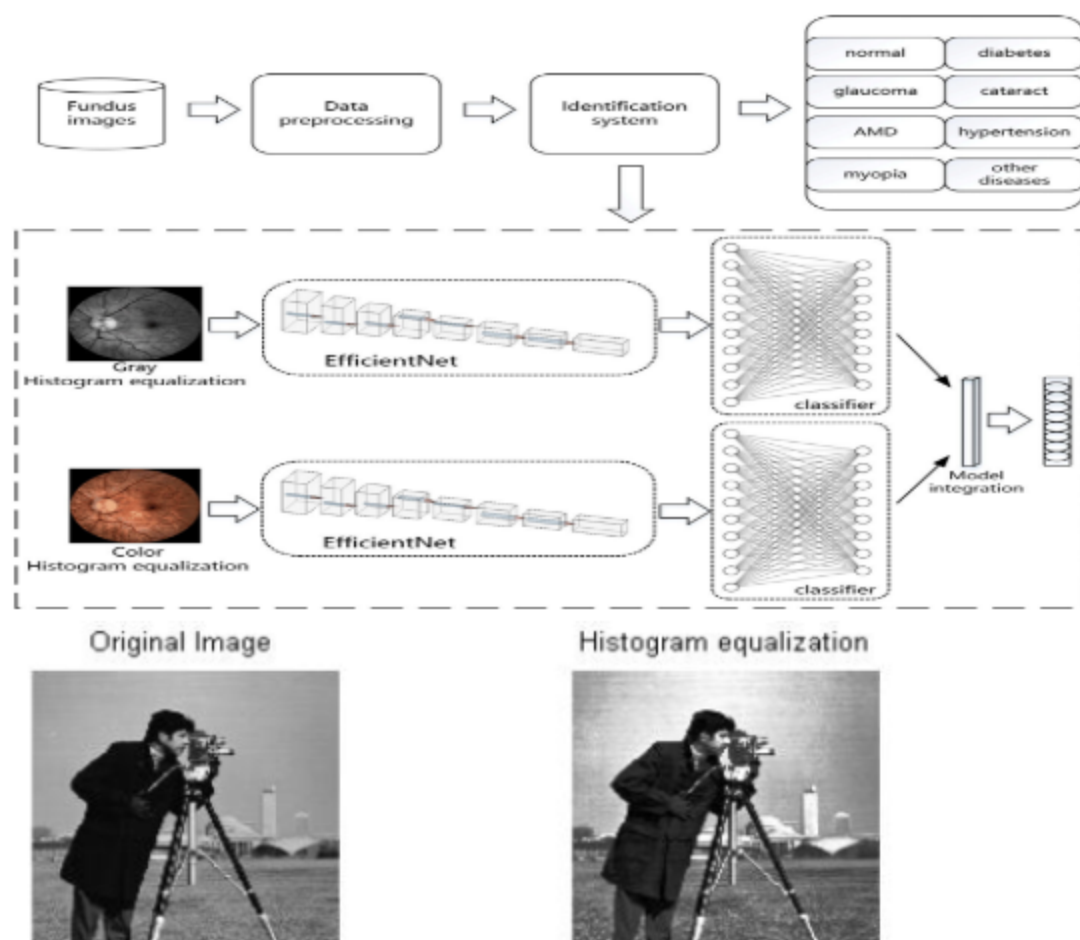 Fundus
images
Data
preprocessing
Identification
system
normal
diabetes
glaucoma
cataract
AMD
hypertension
myopia
other
diseases
Gray
Histogram equalization
EfficientNet
classifier
Model
integration
Color
Histogram equalization
EfficientNet
classifier
Original Image
Histogram equalization